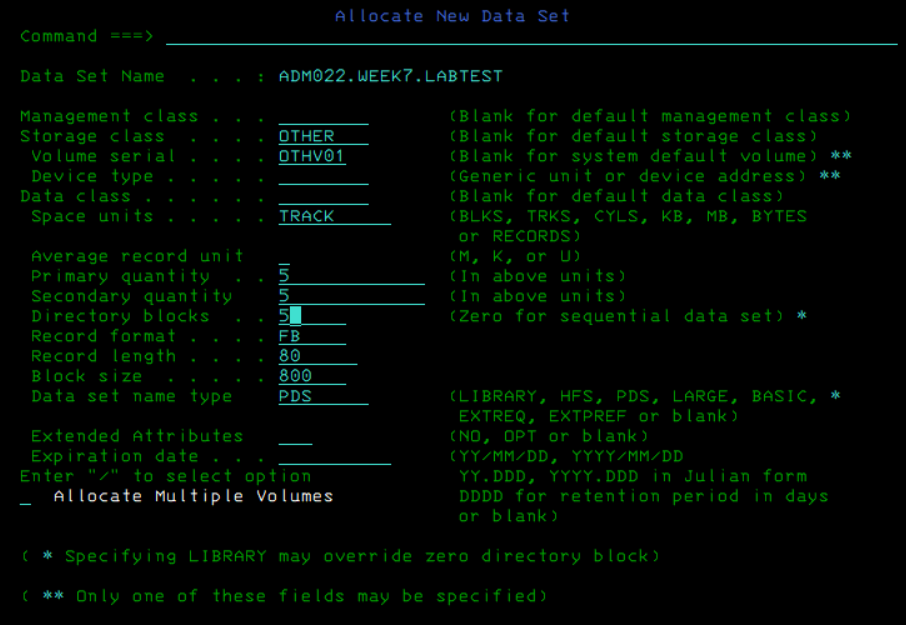 Allocate New Data Set
Command ===>
Data Set Name . . . : ADM022.WEEK7.LABTEST
Management class . . . (Blank for default management class)
Storage class . . . . OTHER (Blank for default storage class)
Volume serial . . . . OTHV01 (Blank for system default volume) **
Device type . . . . . (Generic unit or device address) **
Data class . . . . . . (Blank for default data class)
Space units . . . . . TRACK (BLKS, TRKS, CYLS, KB, MB, BYTES
or RECORDS)
Average record unit _ (M, K, or U)
Primary quantity . . 5 (In above units)
Secondary quantity 5 (In above units)
Directory blocks . . 5 (Zero for sequential data set) *
Record format . . . . FB
Record length . . . . 80
Block size . . . . . 800
Data set name type PDS (LIBRARY, HFS, PDS, LARGE, BASIC, *
EXTREQ, EXTPREF or blank)
Extended Attributes (NO, OPT or blank)
Expiration date . . . (YY/MM/DD, YYYY/MM/DD
Enter "/" to select option YY.DDD, YYYY.DDD in Julian form
_ Allocate Multiple Volumes DDDD for retention period in days
or blank)
( * Specifying LIBRARY may override zero directory block)
( ** Only one of these fields may be specified)